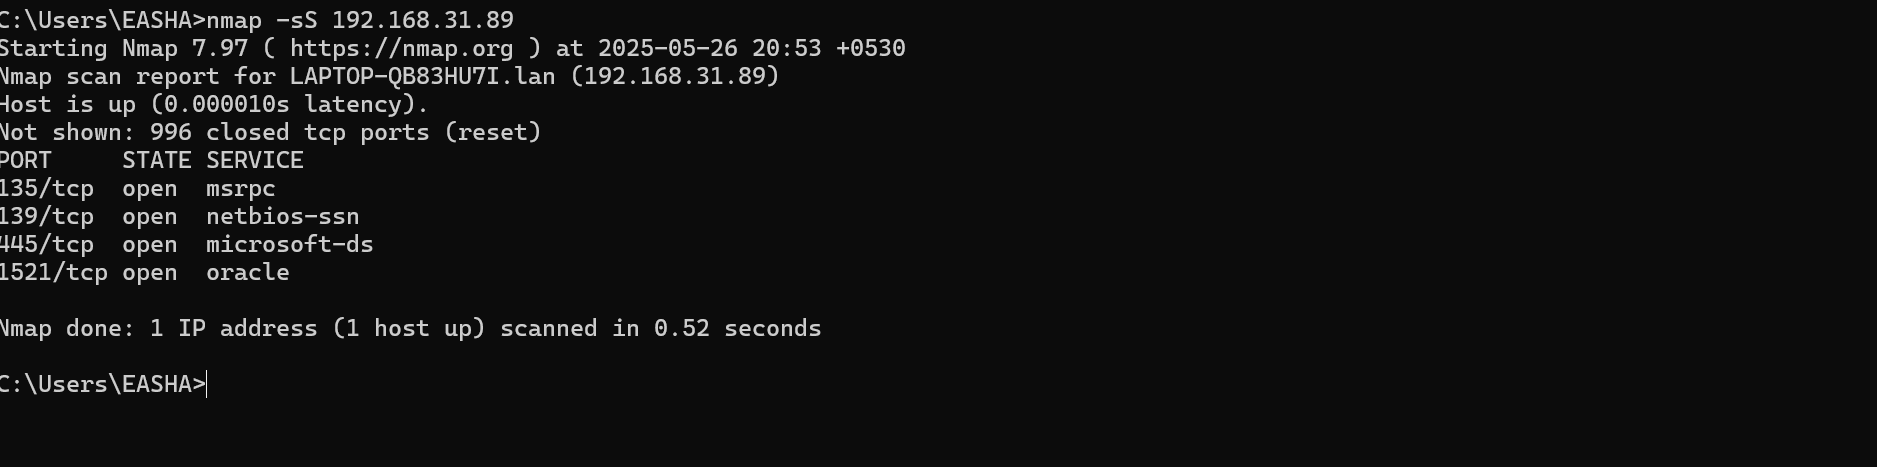 C:\Users\EASHA>nmap -sS 192.168.31.89
Starting Nmap 7.97 ( https://nmap.org ) at 2025-05-26 20:53 +0530
Nmap scan report for LAPTOP-QB83HU7I.lan (192.168.31.89)
Host is up (0.000010s latency).
Not shown: 996 closed tcp ports (reset)
PORT     STATE SERVICE
135/tcp  open  msrpc
139/tcp  open  netbios-ssn
445/tcp  open  microsoft-ds
1521/tcp open  oracle
Nmap done: 1 IP address (1 host up) scanned in 0.52 seconds
C:\Users\EASHA>